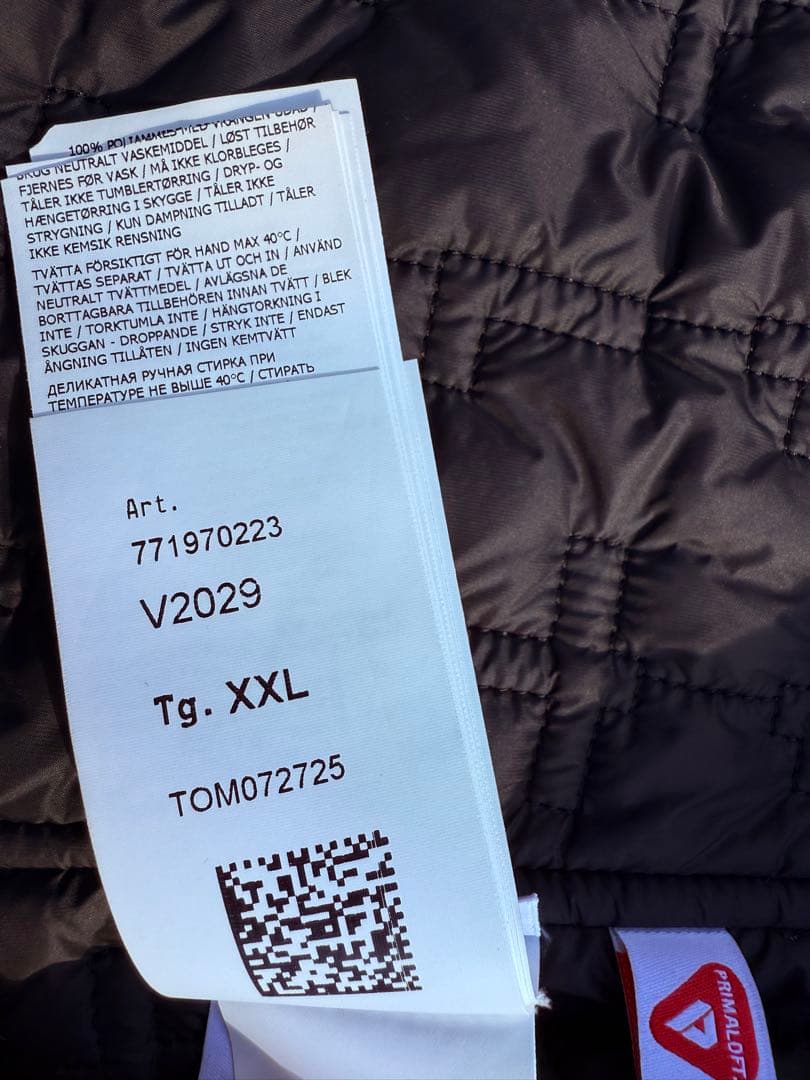 100%
BRUG NEUTRALT VASKEMIDDEL / LØST TILBEHØR
FJERNES FØR VASK / MÅ IKKE KLORBLEGES /
TÅLER IKKE TUMBLERTØRRING / DRYP- OG
HÆNGETØRRING I SKYGGE / TÅLER IKKE
STRYGNING / KUN DAMPNING TILLADT / TÅLER
IKKE KEMSIK RENSNING
TVÄTTA FÖRSIKTIGT FÖR HAND MAX 40°C /
TVÄTTAS SEPARAT / TVÄTTA UT OCH IN / ANVÄND
NEUTRALT TVÄTTMEDEL / AVLÄGSNA DE
BORTTAGBARA TILLBEHÖREN INNAN TVÄTT / BLEK
INTE / TORKTUMLA INTE / HÄNGTORKNING I
SKUGGAN - DROPPANDE / STRYK INTE / ENDAST
ÅNGNING TILLÅTEN / INGEN KEMTVÄTT
ДЕЛИКАТНАЯ РУЧНАЯ СТИРКА ПРИ
ТЕМПЕРАТУРЕ НЕ ВЫШЕ 40°C / СТИРАТЬ
Art.
771970223
V2029
Tg. XXL
TOM072725
PRIMALOFT